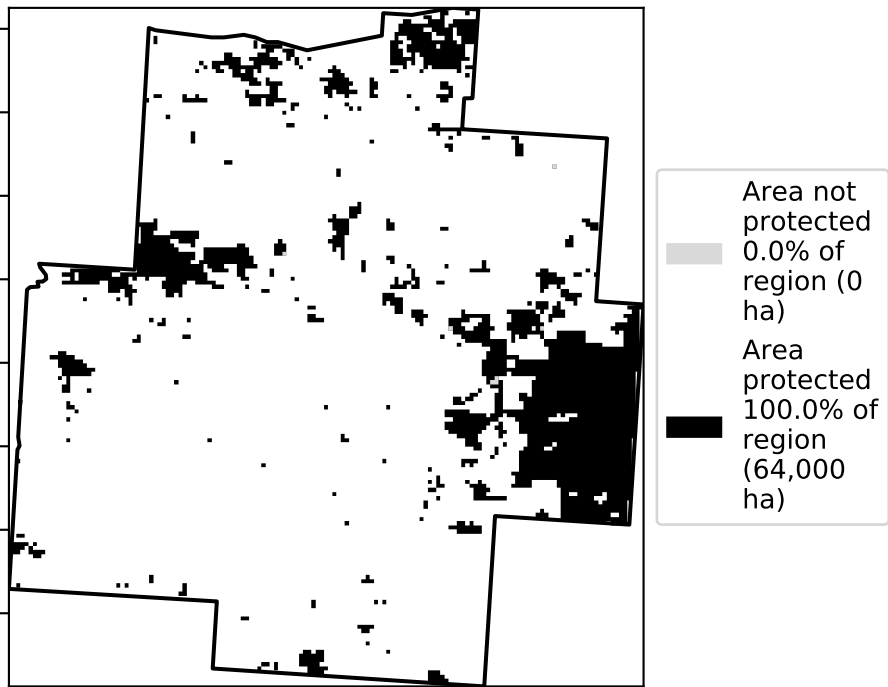 Area not
protected
0.0% of
region (0
ha)
Area
protected
100.0% of
region
(64,000
ha)